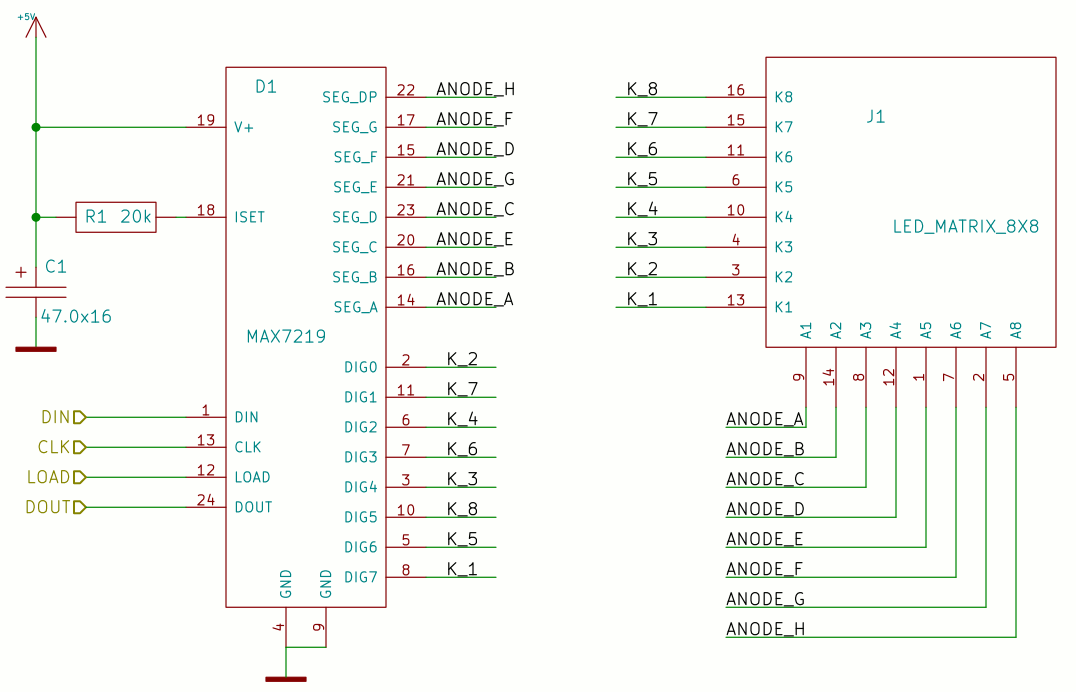 +5V
D1
19 V+
R1 20k
18 ISET
+ C1
47.0x16
MAX7219
DIN 1 DIN
CLK 13 CLK
LOAD 12 LOAD
DOUT 24 DOUT
GND GND
4 9
SEG_DP 22 ANODE_H
SEG_G 17 ANODE_F
SEG_F 15 ANODE_D
SEG_E 21 ANODE_G
SEG_D 23 ANODE_C
SEG_C 20 ANODE_E
SEG_B 16 ANODE_B
SEG_A 14 ANODE_A
DIG0 2 K_2
DIG1 11 K_7
DIG2 6 K_4
DIG3 7 K_6
DIG4 3 K_3
DIG5 10 K_8
DIG6 5 K_5
DIG7 8 K_1
K_8 16 K8
K_7 15 K7
K_6 11 K6
K_5 6 K5
K_4 10 K4
K_3 4 K3
K_2 3 K2
K_1 13 K1
J1
LED_MATRIX_8X8
A1 A2 A3 A4 A5 A6 A7 A8
9 14 8 12 1 7 2 5
ANODE_A
ANODE_B
ANODE_C
ANODE_D
ANODE_E
ANODE_F
ANODE_G
ANODE_H